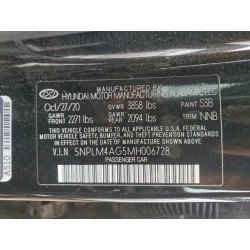 MANUFACTURED BY
HYUNDAI MOTOR MANUFACTURING ALABAMA, LLC
Oct/27/20 GVWR 3858 lbs PAINT S3B
GAWR FRONT 2271 lbs GAWR REAR 2094 lbs TRIM NNB
THIS VEHICLE CONFORMS TO ALL APPLICABLE U.S. FEDERAL MOTOR
VEHICLE SAFETY, BUMPER, AND THEFT PREVENTION STANDARDS
IN EFFECT ON THE DATE OF MANUFACTURE SHOWN ABOVE.
V.I.N 5NPLM4AG5MH006728
PASSENGER CAR
A510